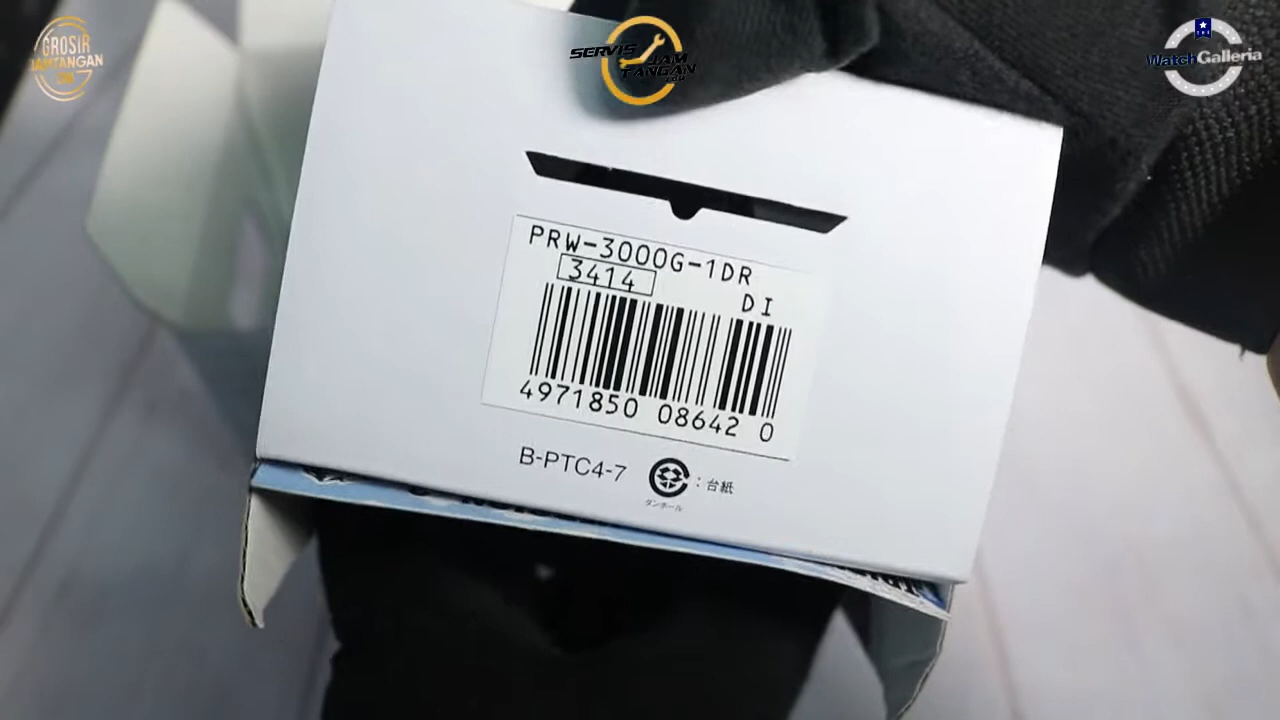 GROSIR
JAMTANGAN
SERVIS
JAM
TANGAN
.COM
WatchGalleria
PRW-3000G-1DR
3414
DI
4971850 08642 0
B-PTC4-7
:台紙
ダンボール